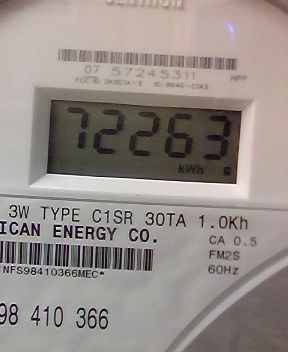 07 57245311 HPP
72263
kWh
3W TYPE C1SR 30TA 1.0Kh
ICAN ENERGY CO.
CA 0.5
FM2S
60Hz
NFS98410366MEC*
98 410 366